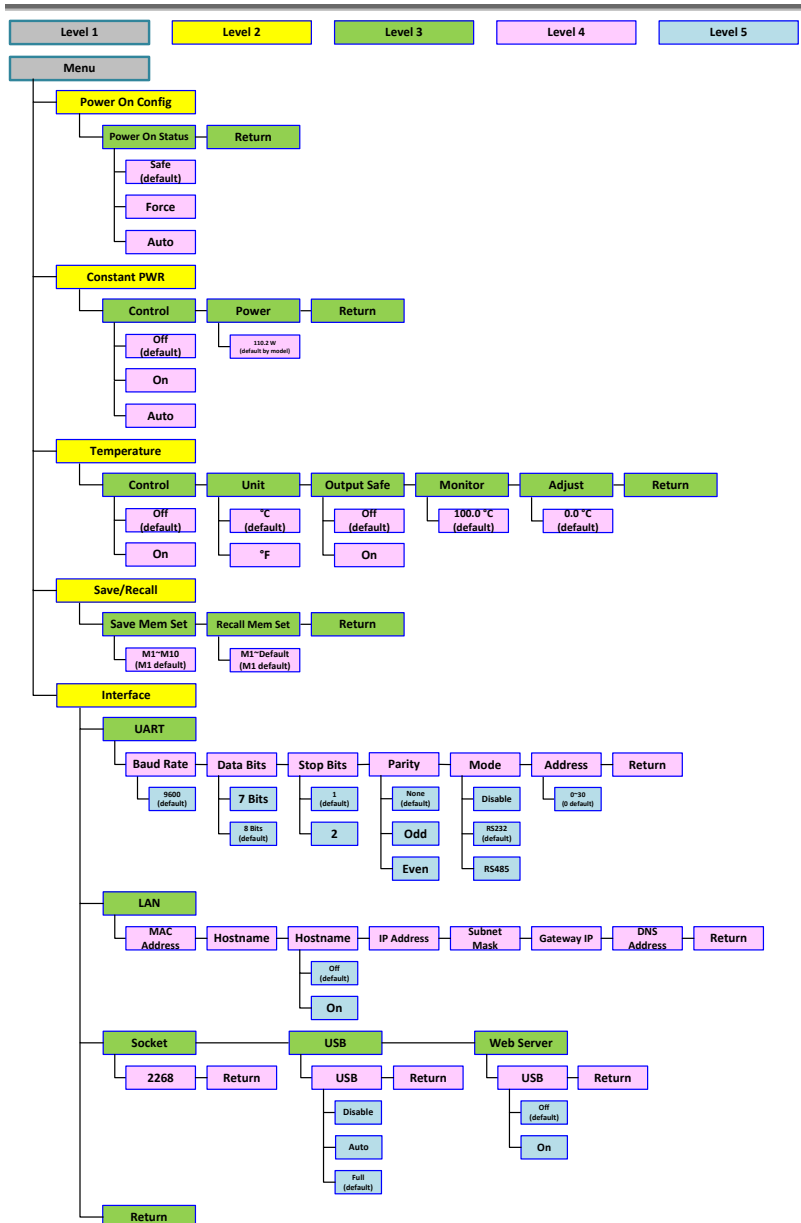 Level 1
Level 2
Level 3
Level 4
Level 5
Menu
Power On Config
Power On Status
Return
Safe
(default)
Force
Auto
Constant PWR
Control
Power
Return
Off
(default)
110.2 W
(default by model)
On
Auto
Temperature
Control
Unit
Output Safe
Monitor
Adjust
Return
Off
(default)
°C
(default)
Off
(default)
100.0 °C
(default)
0.0 °C
(default)
On
°F
On
Save/Recall
Save Mem Set
Recall Mem Set
Return
M1~M10
(M1 default)
M1~Default
(M1 default)
Interface
UART
Baud Rate
Data Bits
Stop Bits
Parity
Mode
Address
Return
9600
(default)
7 Bits
1
(default)
None
(default)
Disable
0~30
(0 default)
8 Bits
(default)
2
Odd
RS232
(default)
Even
RS485
LAN
MAC
Address
Hostname
Hostname
IP Address
Subnet
Mask
Gateway IP
DNS
Address
Return
Off
(default)
On
Socket
USB
Web Server
2268
Return
USB
Return
USB
Return
Disable
Off
(default)
Auto
On
Full
(default)
Return